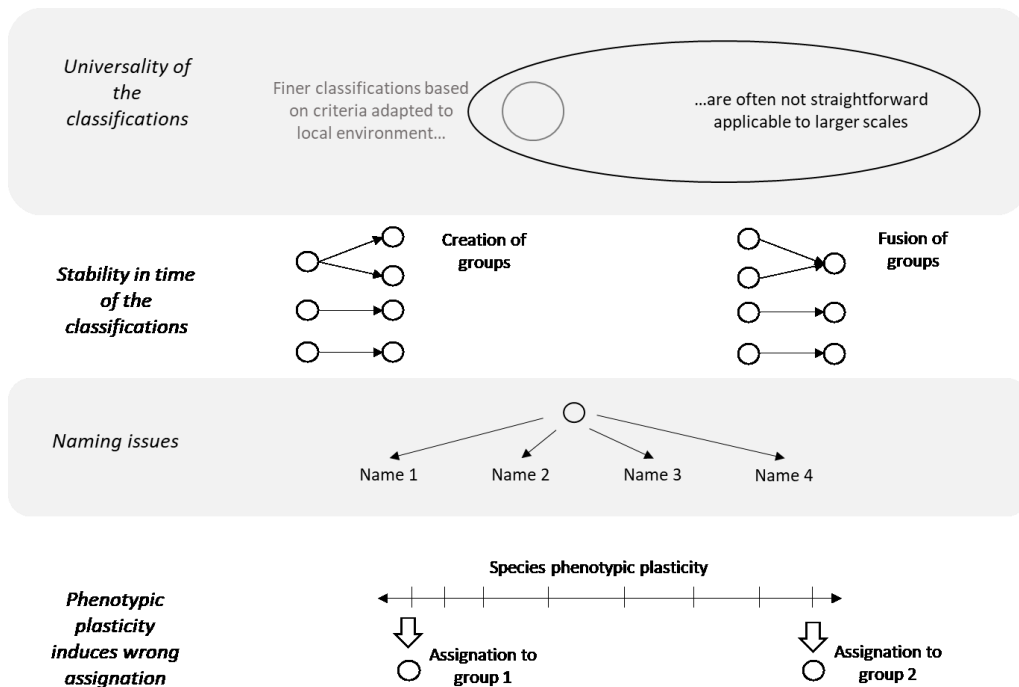 Universality of
the
classifications
Finer classifications based
on criteria adapted to
local environment...
...are often not straightforward
applicable to larger scales
Stability in time
of the
classifications
Creation of
groups
Fusion of
groups
Naming issues
Name 1
Name 2
Name 3
Name 4
Phenotypic
plasticity
induces wrong
assignation
Species phenotypic plasticity
Assignation to
group 1
Assignation to
group 2